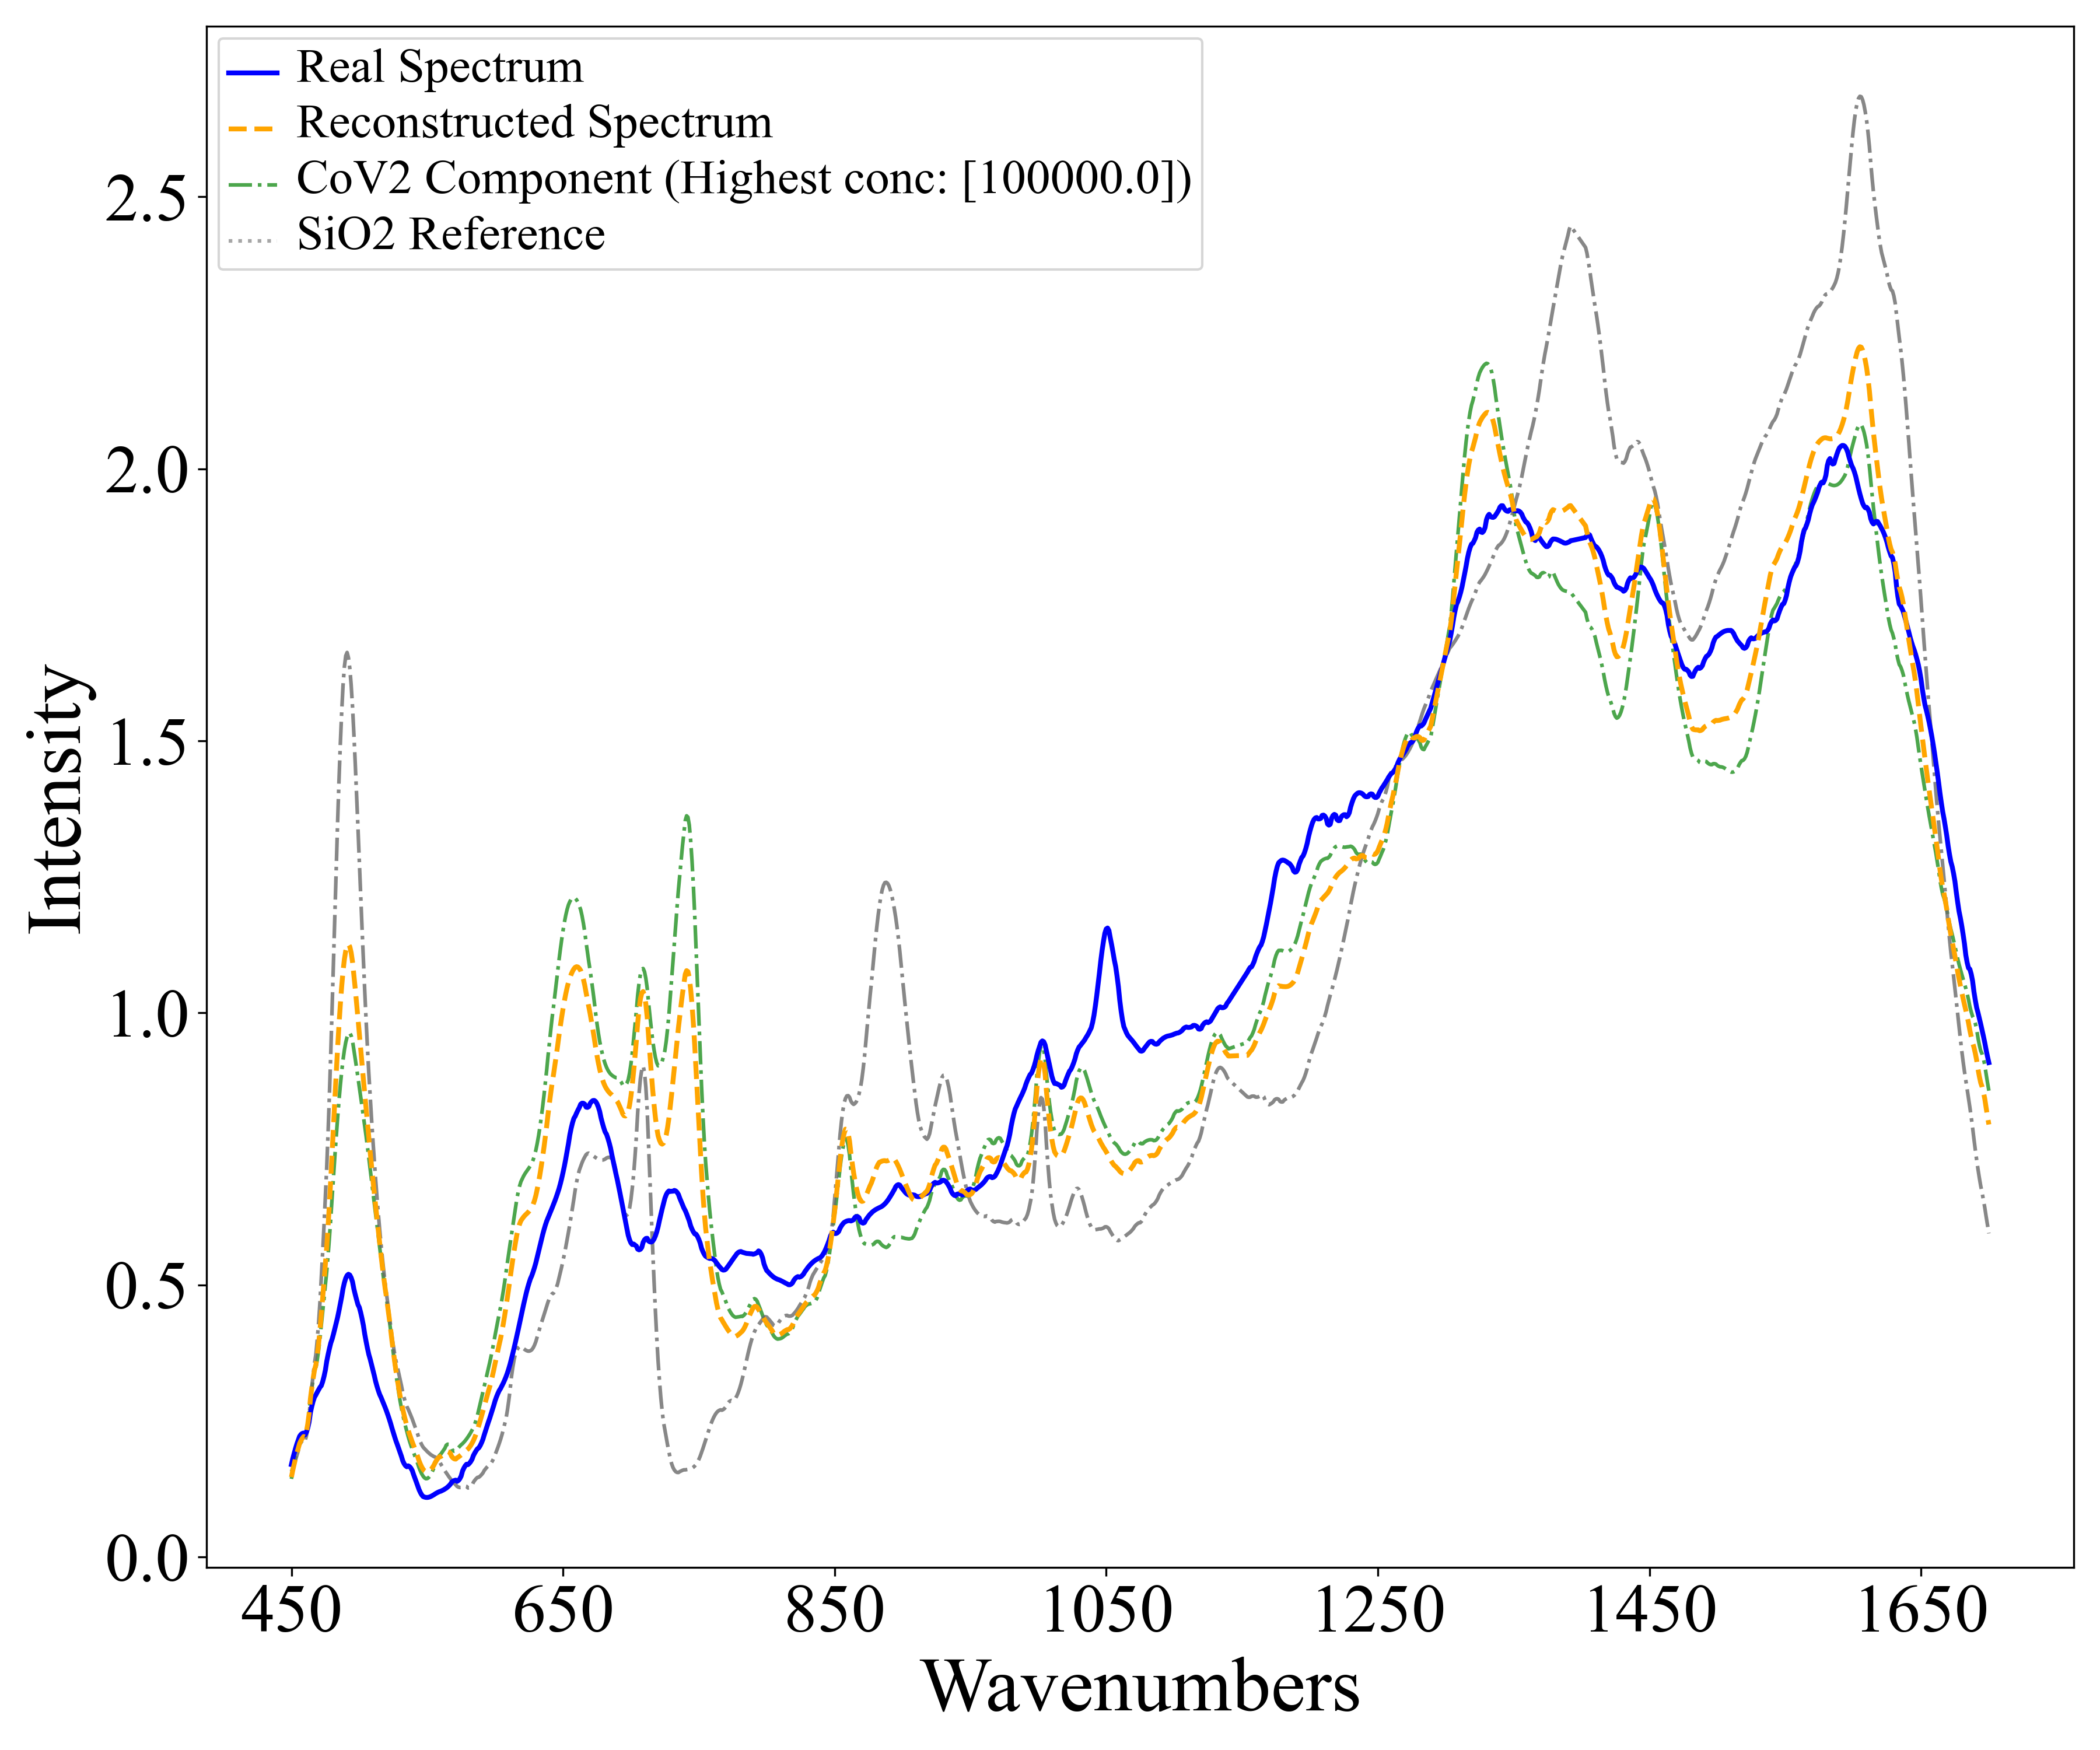 Real Spectrum
Reconstructed Spectrum
CoV2 Component (Highest conc: [100000.0])
SiO2 Reference
2.5
2.0
1.5
1.0
0.5
0.0
Intensity
450 650 850 1050 1250 1450 1650
Wavenumbers